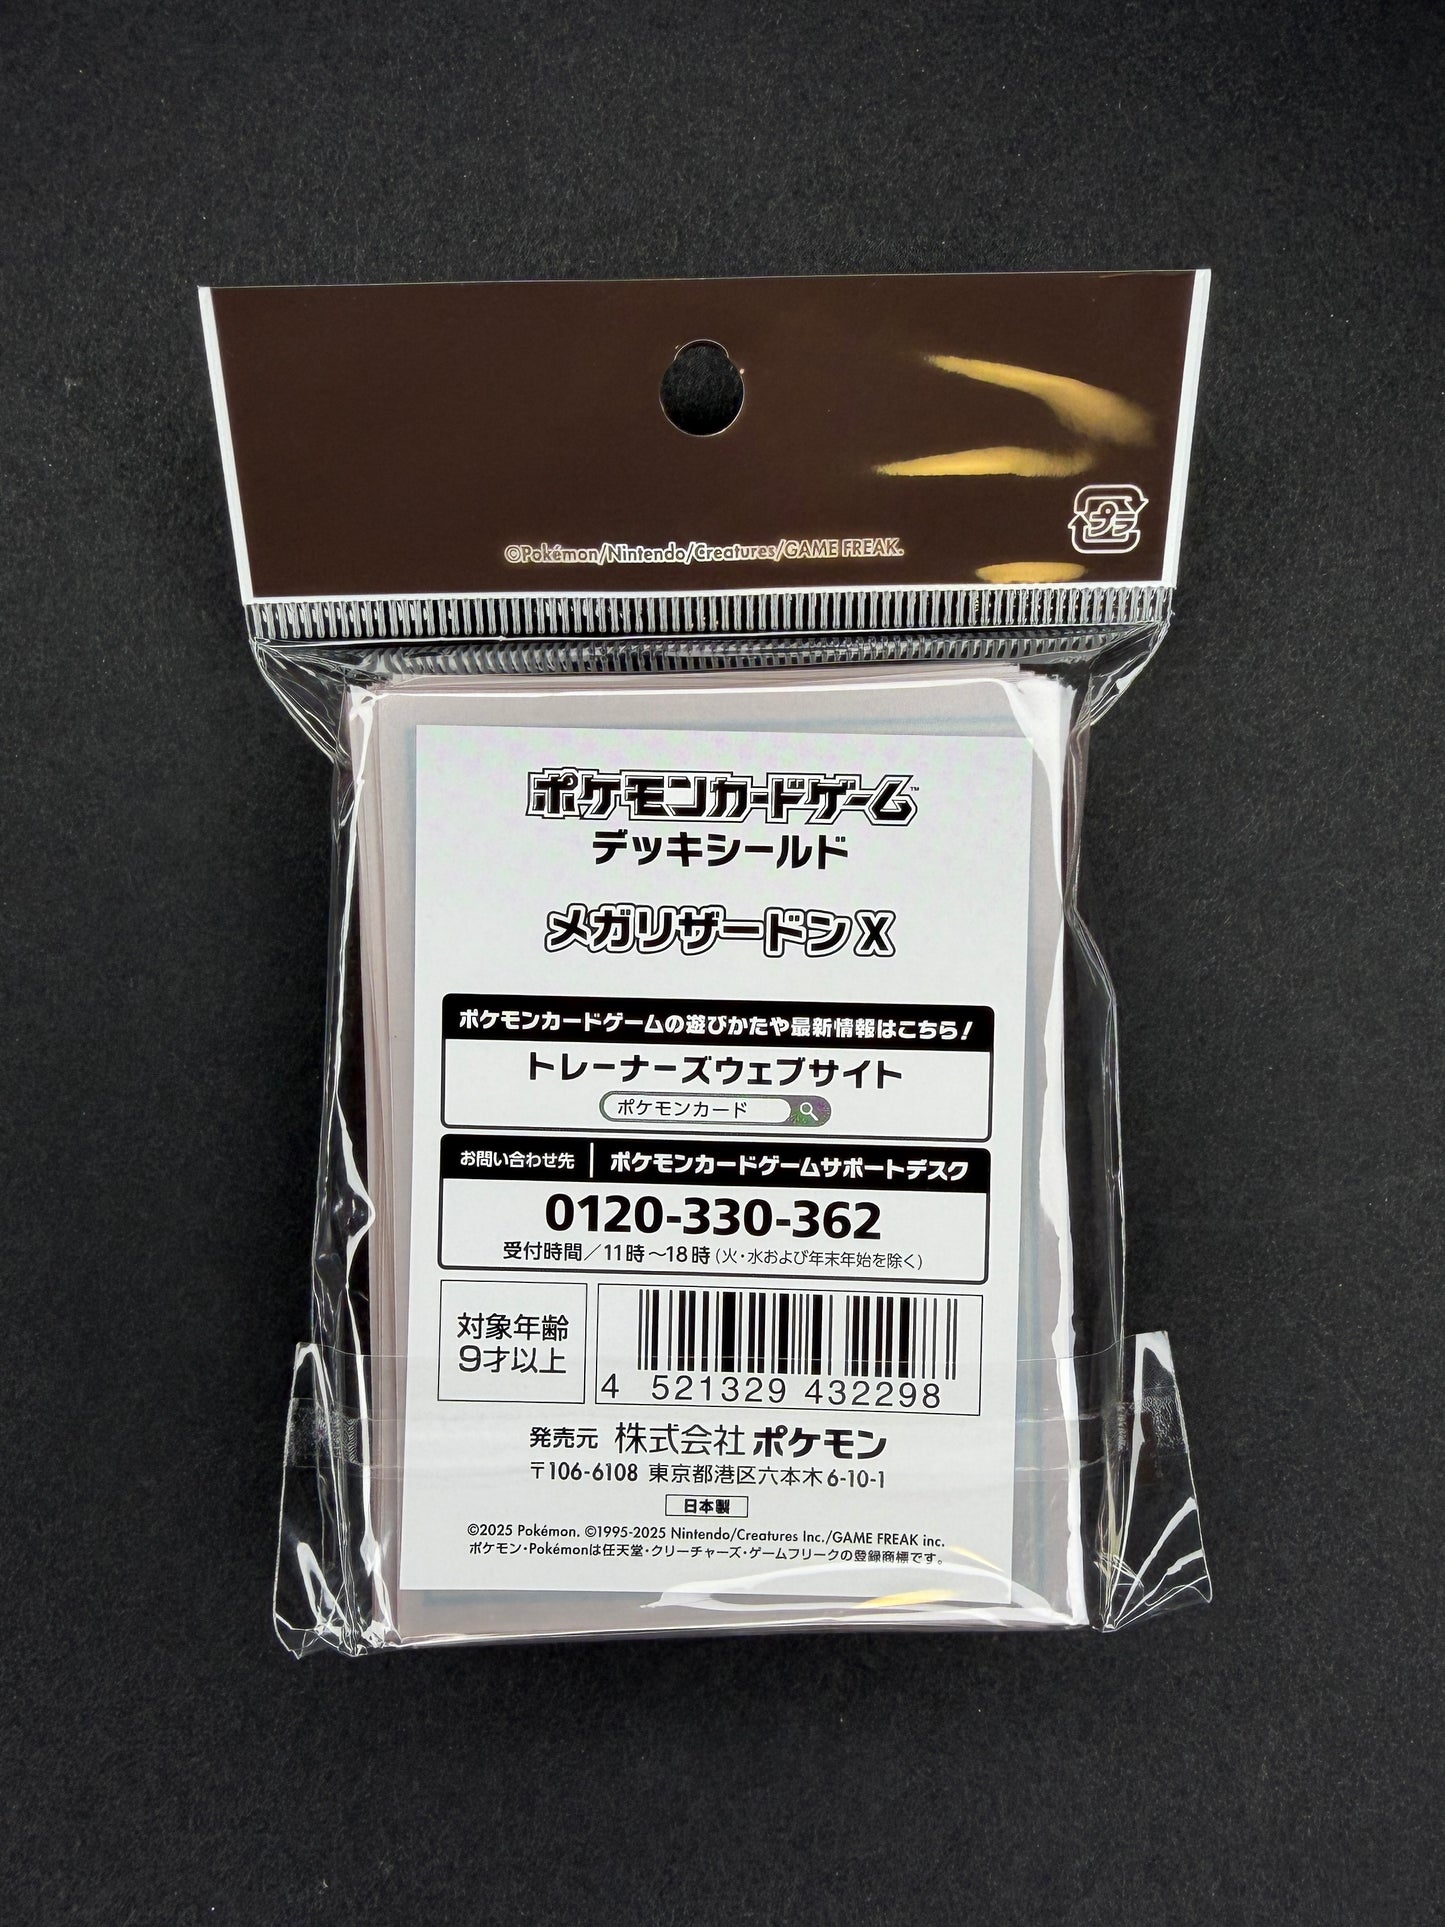 プラ
©Pokémon/Nintendo/Creatures/GAME FREAK.
ポケモンカードゲーム™
デッキシールド
メガリザードンX
ポケモンカードゲームの遊びかたや最新情報はこちら!
トレーナーズウェブサイト
ポケモンカード
お問い合わせ先 | ポケモンカードゲームサポートデスク
0120-330-362
受付時間/11時~18時(火・水および年末年始を除く)
対象年齢
9才以上
4 521329 432298
発売元 株式会社ポケモン
〒106-6108 東京都港区六本木6-10-1
日本製
©2025 Pokémon. ©1995-2025 Nintendo/Creatures Inc./GAME FREAK inc.
ポケモン・Pokémonは任天堂・クリーチャーズ・ゲームフリークの登録商標です。